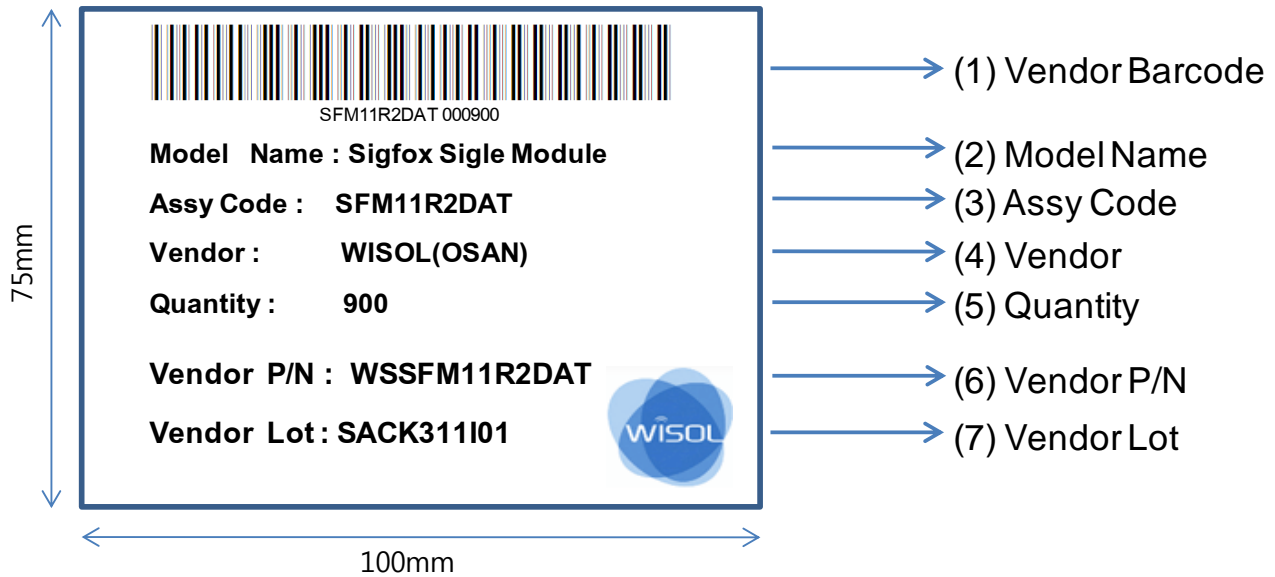 SFM11R2DAT 000900
(1) Vendor Barcode
Model Name : Sigfox Sigle Module
(2) Model Name
Assy Code : SFM11R2DAT
(3) Assy Code
Vendor : WISOL(OSAN)
(4) Vendor
Quantity : 900
(5) Quantity
Vendor P/N : WSSFM11R2DAT
(6) Vendor P/N
Vendor Lot : SACK311I01
(7) Vendor Lot
WISOL
75mm
100mm